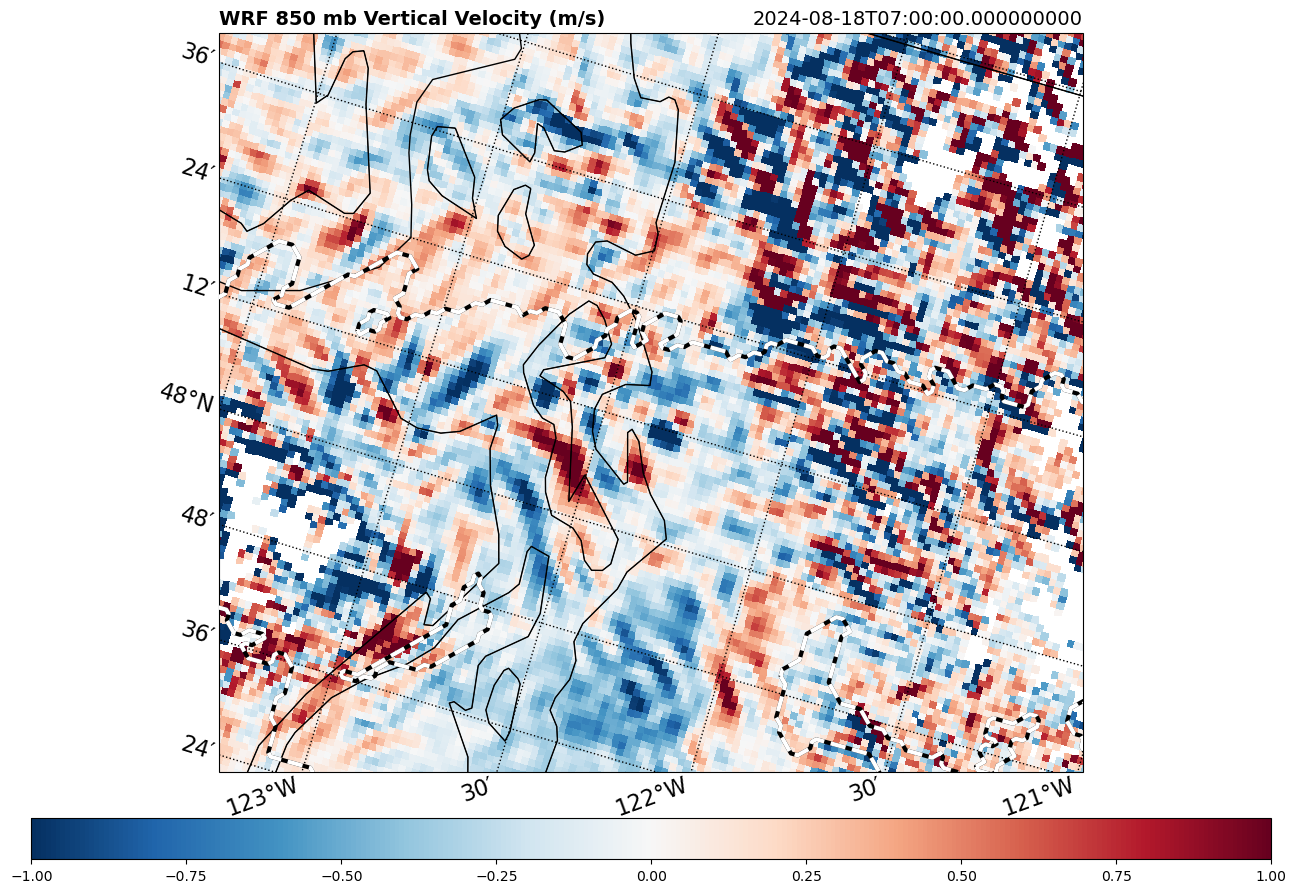 WRF 850 mb Vertical Velocity (m/s) 2024-08-18T07:00:00.000000000
36′
24′
12′
48°N
48′
36′
24′
123°W 30′ 122°W 30′ 121°W
−1.00 −0.75 −0.50 −0.25 0.00 0.25 0.50 0.75 1.00